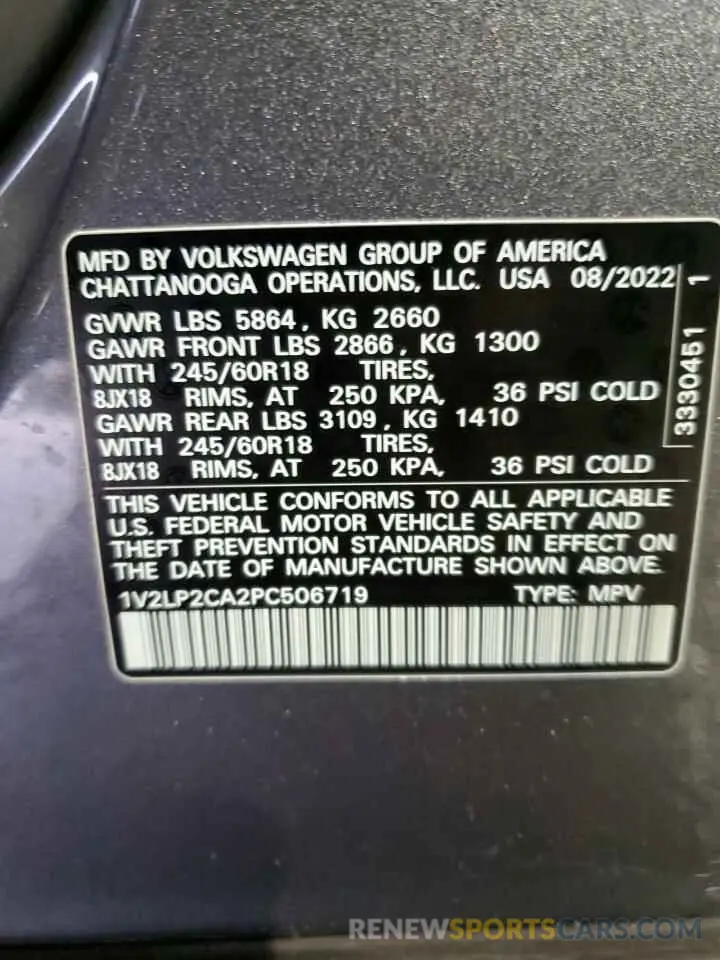 MFD BY VOLKSWAGEN GROUP OF AMERICA
CHATTANOOGA OPERATIONS, LLC. USA 08/2022
GVWR LBS 5864, KG 2660
GAWR FRONT LBS 2866, KG 1300
WITH 245/60R18 TIRES,
8JX18 RIMS, AT 250 KPA, 36 PSI COLD
GAWR REAR LBS 3109, KG 1410
WITH 245/60R18 TIRES,
8JX18 RIMS, AT 250 KPA, 36 PSI COLD
3330451 1
THIS VEHICLE CONFORMS TO ALL APPLICABLE
U.S. FEDERAL MOTOR VEHICLE SAFETY AND
THEFT PREVENTION STANDARDS IN EFFECT ON
THE DATE OF MANUFACTURE SHOWN ABOVE.
1V2LP2CA2PC506719 TYPE: MPV
RENEWSPORTSCARS.COM